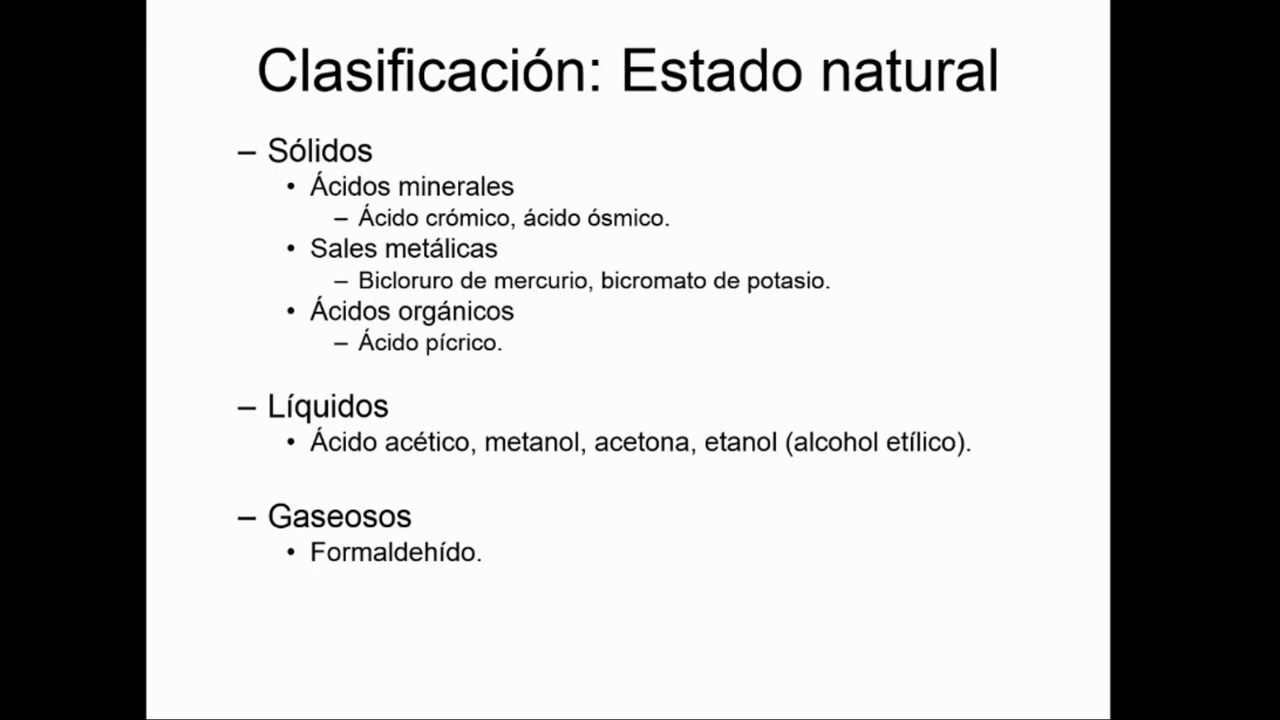 Clasificación: Estado natural
– Sólidos
• Ácidos minerales
– Ácido crómico, ácido ósmico.
• Sales metálicas
– Bicloruro de mercurio, bicromato de potasio.
• Ácidos orgánicos
– Ácido pícrico.
– Líquidos
• Ácido acético, metanol, acetona, etanol (alcohol etílico).
– Gaseosos
• Formaldehído.